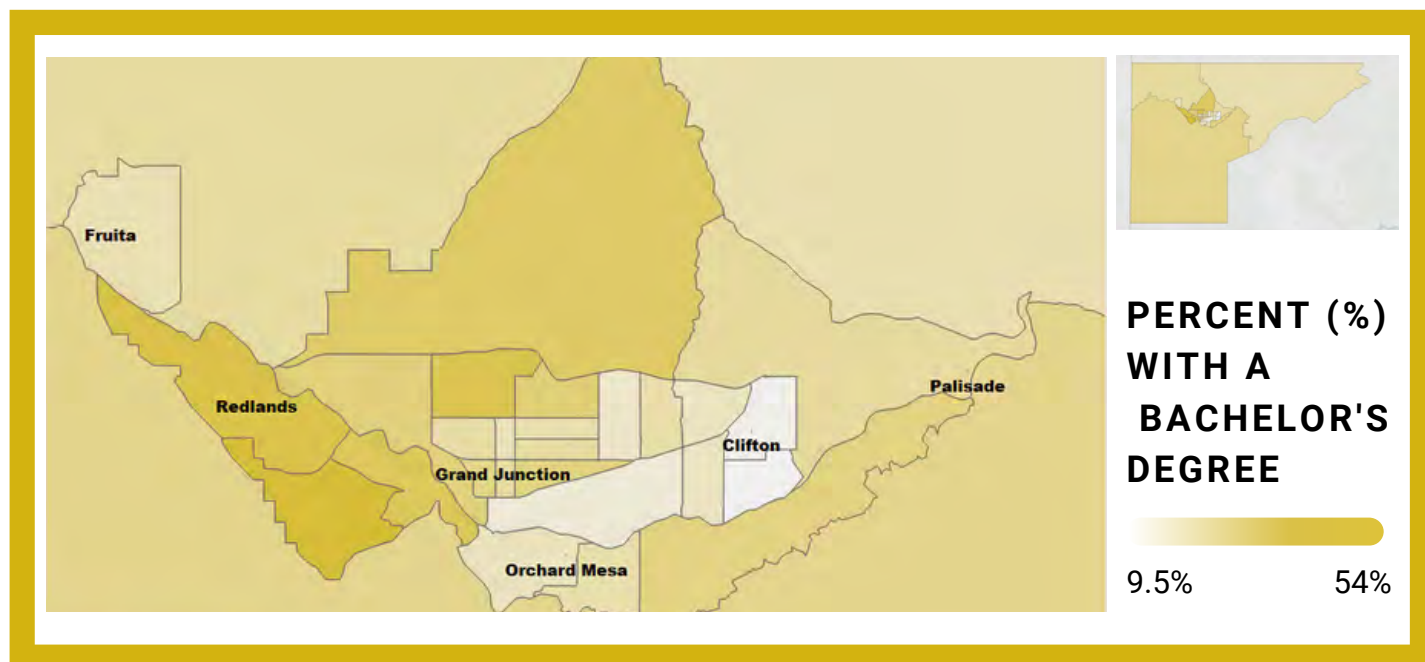 Fruita
Redlands
Grand Junction
Orchard Mesa
Clifton
Palisade
PERCENT (%)
WITH A
BACHELOR'S
DEGREE
9.5% 54%